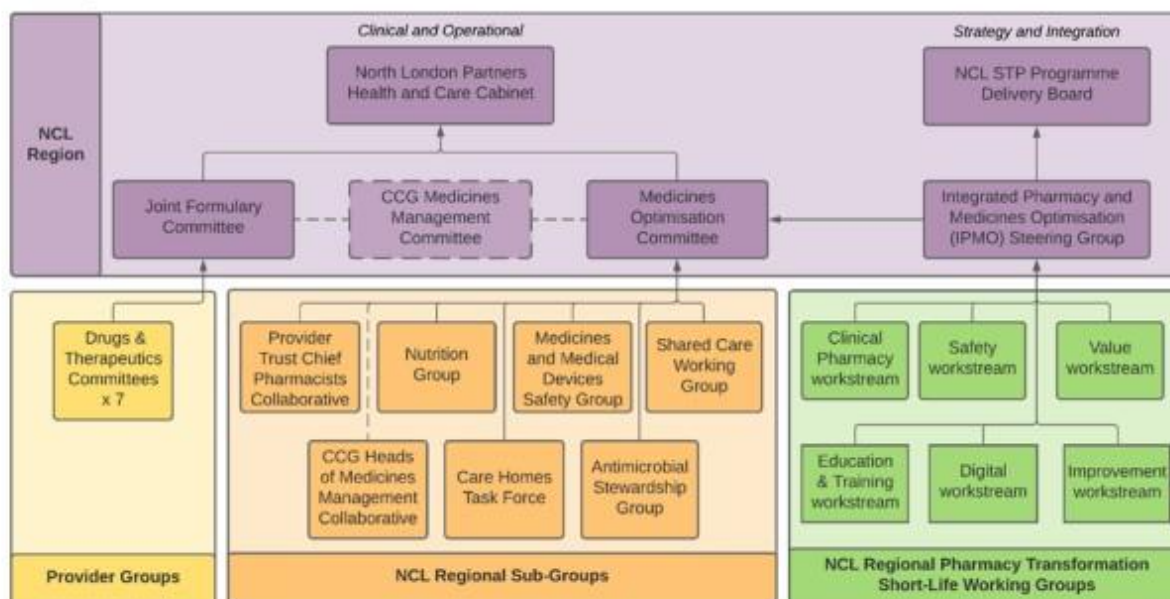 Clinical and Operational
Strategy and Integration
North London Partners
Health and Care Cabinet
NCL STP Programme
Delivery Board
NCL
Region
Joint Formulary
Committee
CCG Medicines
Management
Committee
Medicines
Optimisation
Committee
Integrated Pharmacy and
Medicines Optimisation
(IPMO) Steering Group
Drugs &
Therapeutics
Committees
x 7
Provider
Trust Chief
Pharmacists
Collaborative
Nutrition
Group
Medicines
and Medical
Devices
Safety Group
Shared Care
Working
Group
Clinical
Pharmacy
workstream
Safety
workstream
Value
workstream
CCG Heads
of Medicines
Management
Collaborative
Care Homes
Task Force
Antimicrobial
Stewardship
Group
Education
& Training
workstream
Digital
workstream
Improvement
workstream
Provider Groups
NCL Regional Sub-Groups
NCL Regional Pharmacy Transformation
Short-Life Working Groups